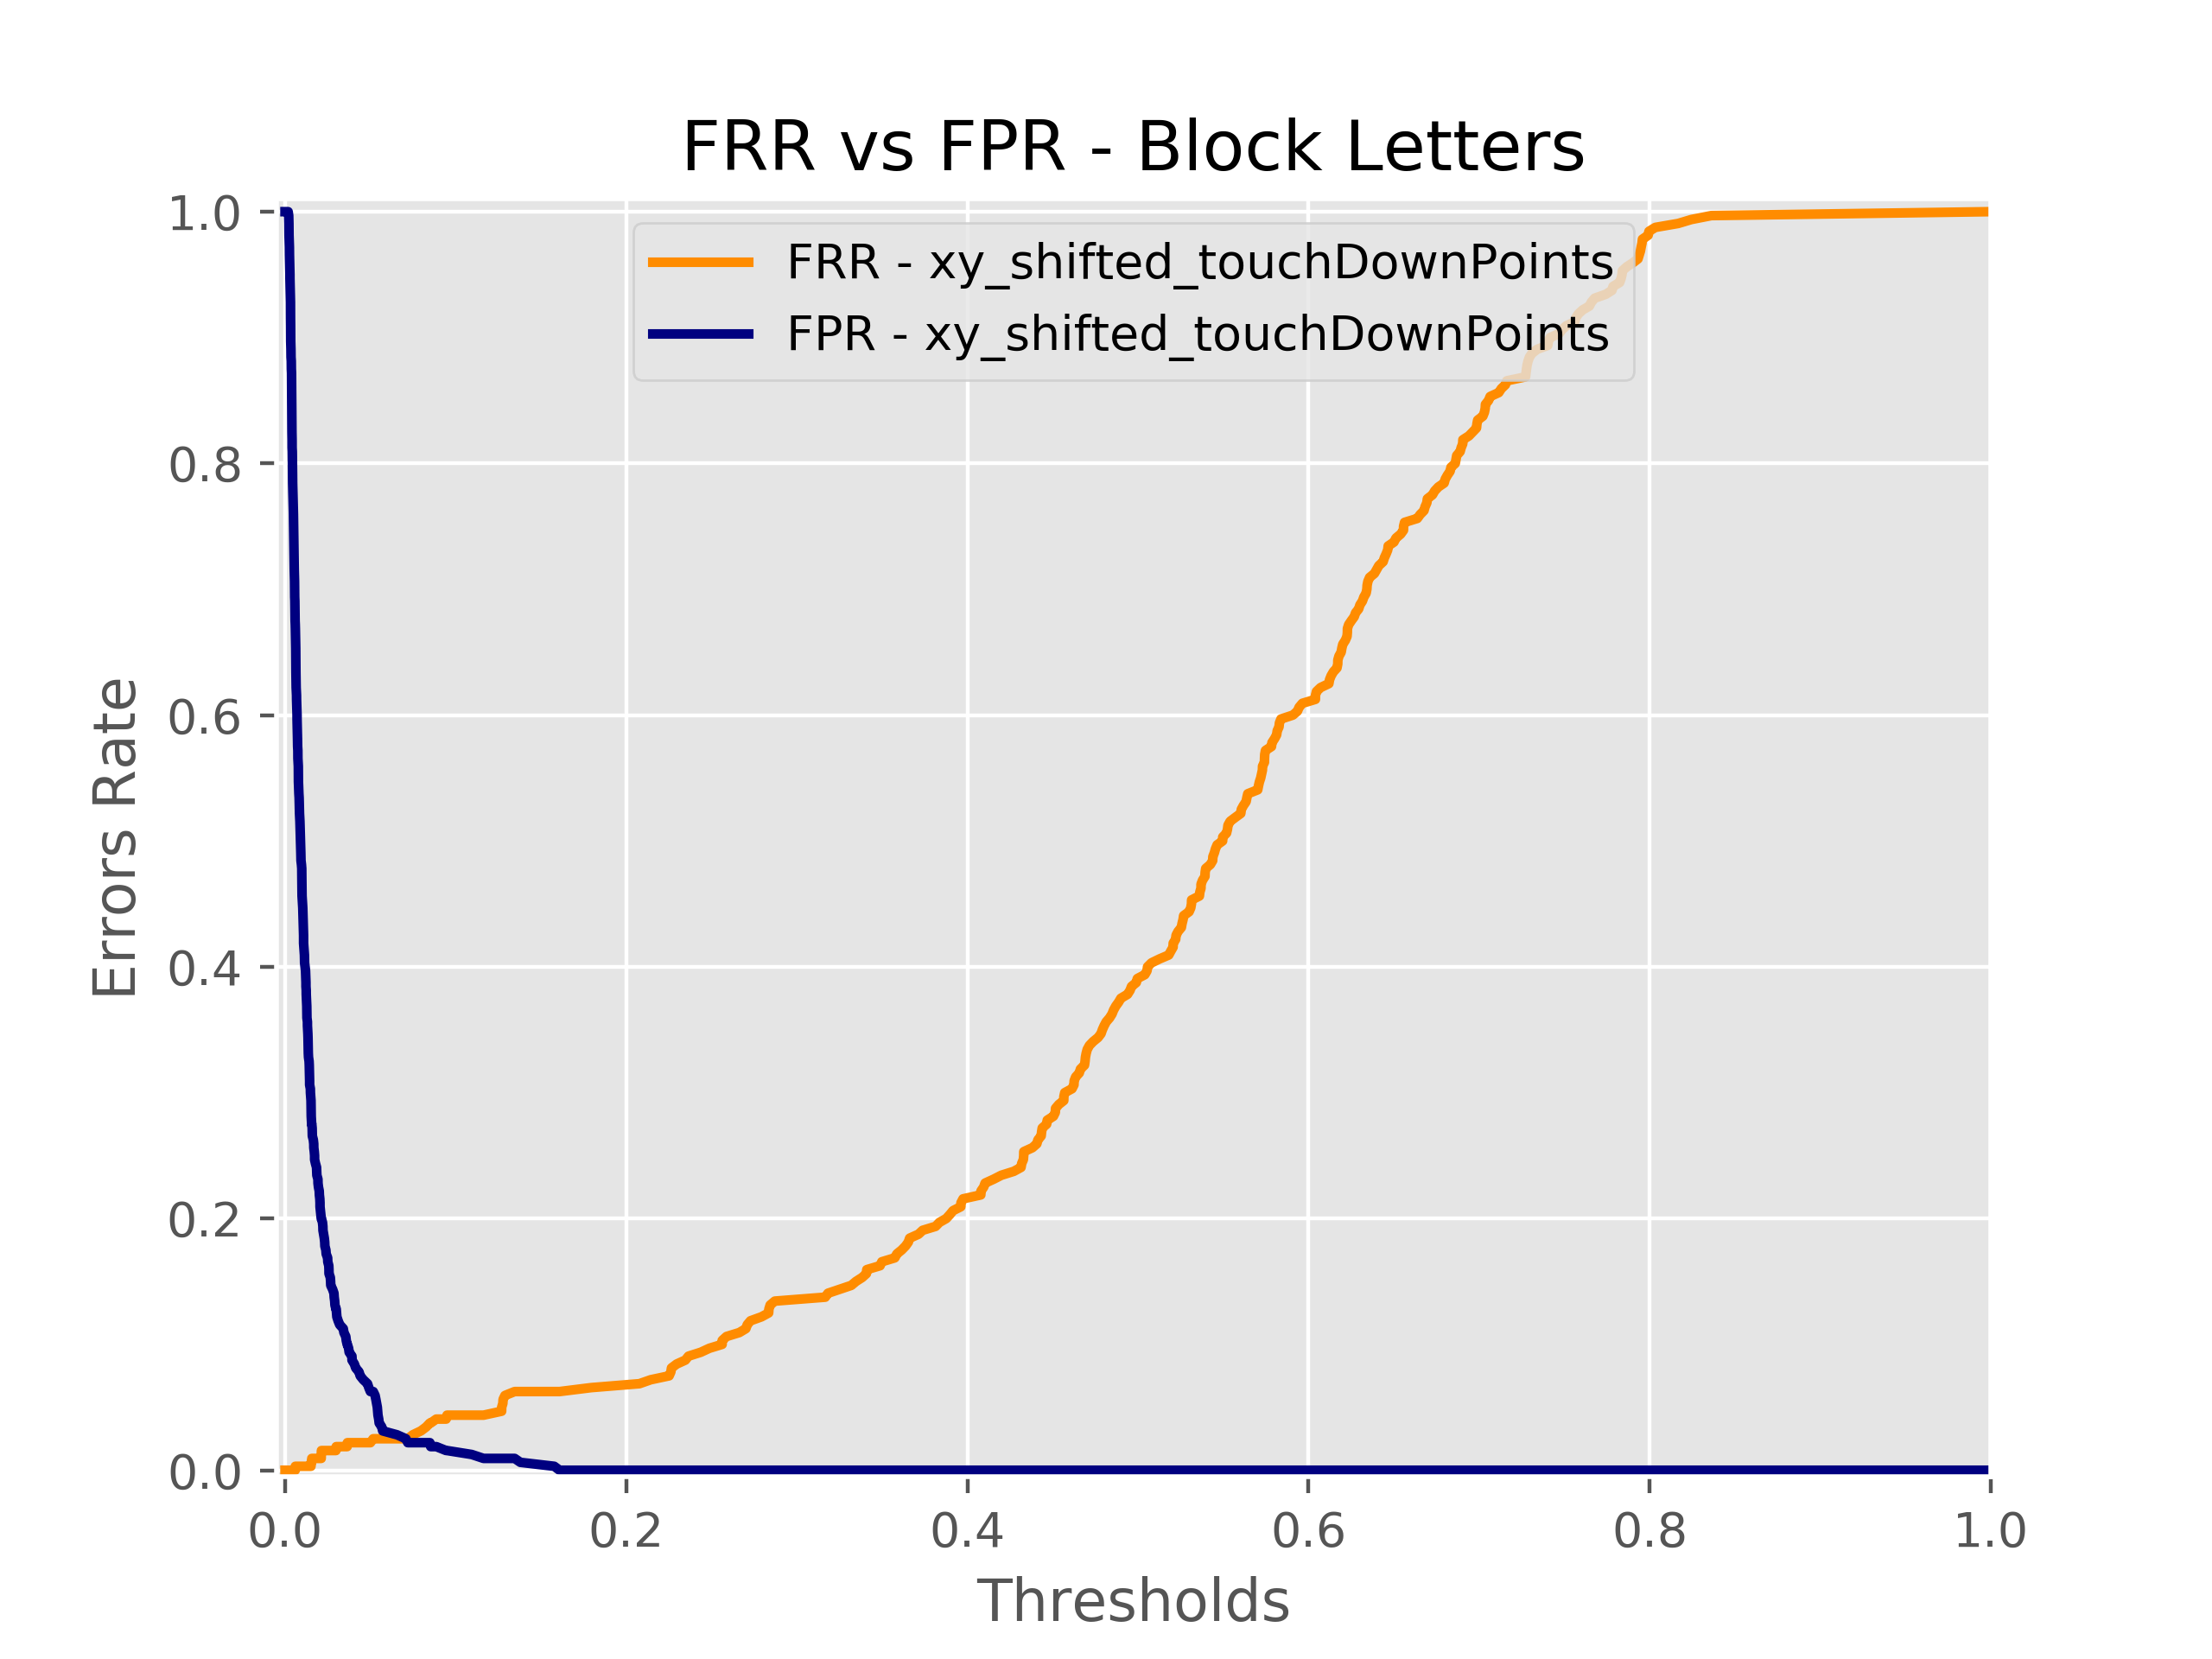 FRR vs FPR - Block Letters
FRR - xy_shifted_touchDownPoints
FPR - xy_shifted_touchDownPoints
Errors Rate
1.0
0.8
0.6
0.4
0.2
0.0
0.0 0.2 0.4 0.6 0.8 1.0
Thresholds